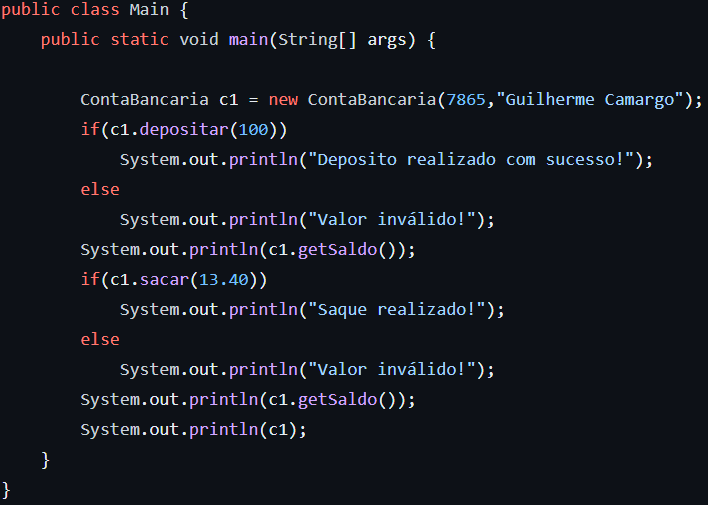 public class Main {
    public static void main(String[] args) {
        ContaBancaria c1 = new ContaBancaria(7865,"Guilherme Camargo");
        if(c1.depositar(100))
            System.out.println("Deposito realizado com sucesso!");
        else
            System.out.println("Valor inválido!");
        System.out.println(c1.getSaldo());
        if(c1.sacar(13.40))
            System.out.println("Saque realizado!");
        else
            System.out.println("Valor inválido!");
        System.out.println(c1.getSaldo());
        System.out.println(c1);
    }
}